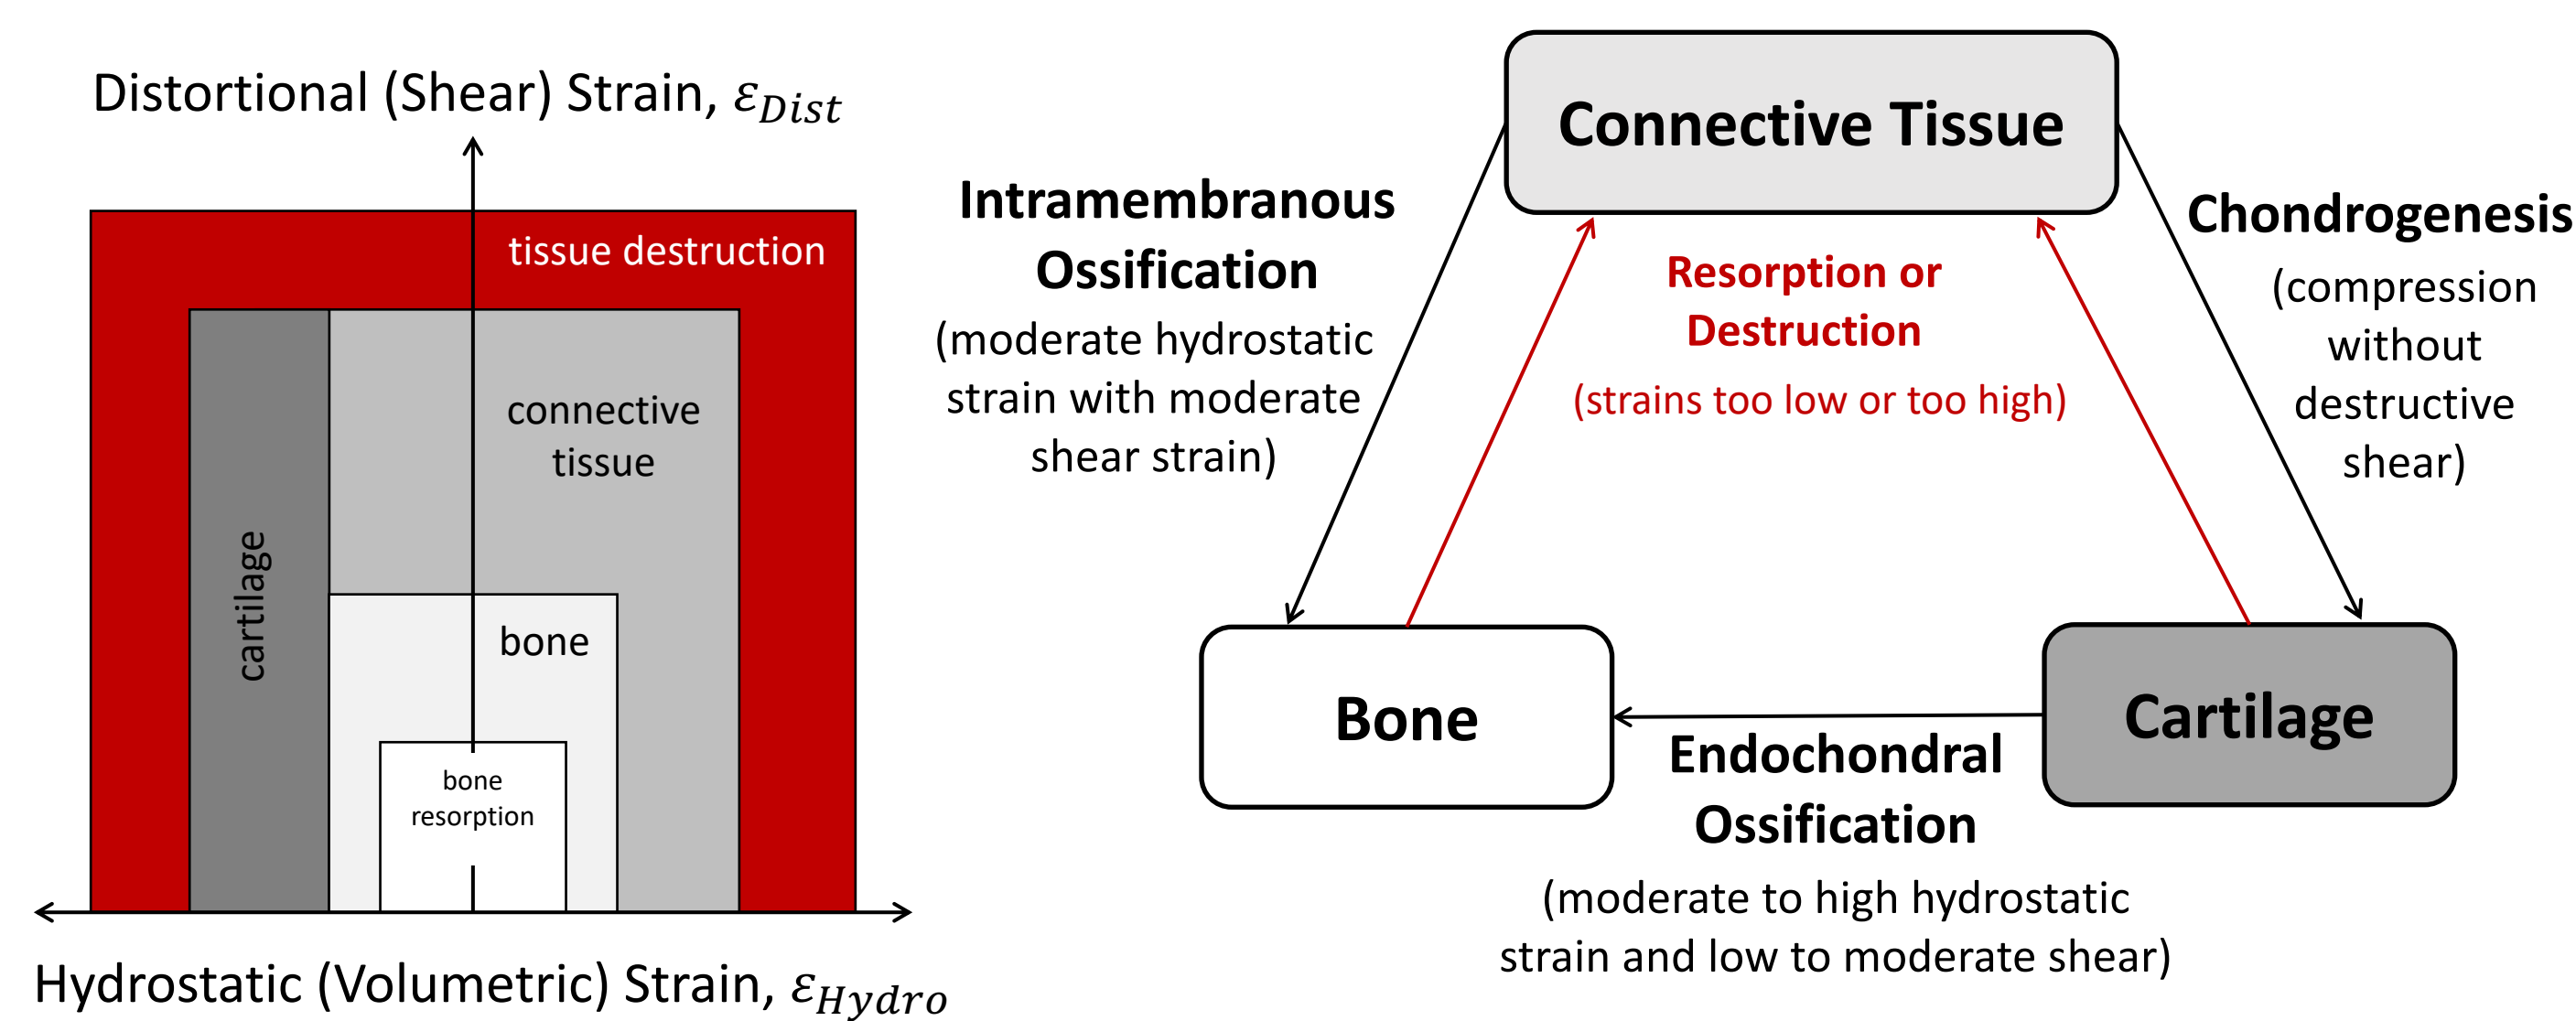 Distortional (Shear) Strain, ε_Dist
tissue destruction
connective
tissue
cartilage
bone
bone
resorption
Hydrostatic (Volumetric) Strain, ε_Hydro
Connective Tissue
Intramembranous
Ossification
(moderate hydrostatic
strain with moderate
shear strain)
Resorption or
Destruction
(strains too low or too high)
Chondrogenesis
(compression
without
destructive
shear)
Bone
Cartilage
Endochondral
Ossification
(moderate to high hydrostatic
strain and low to moderate shear)